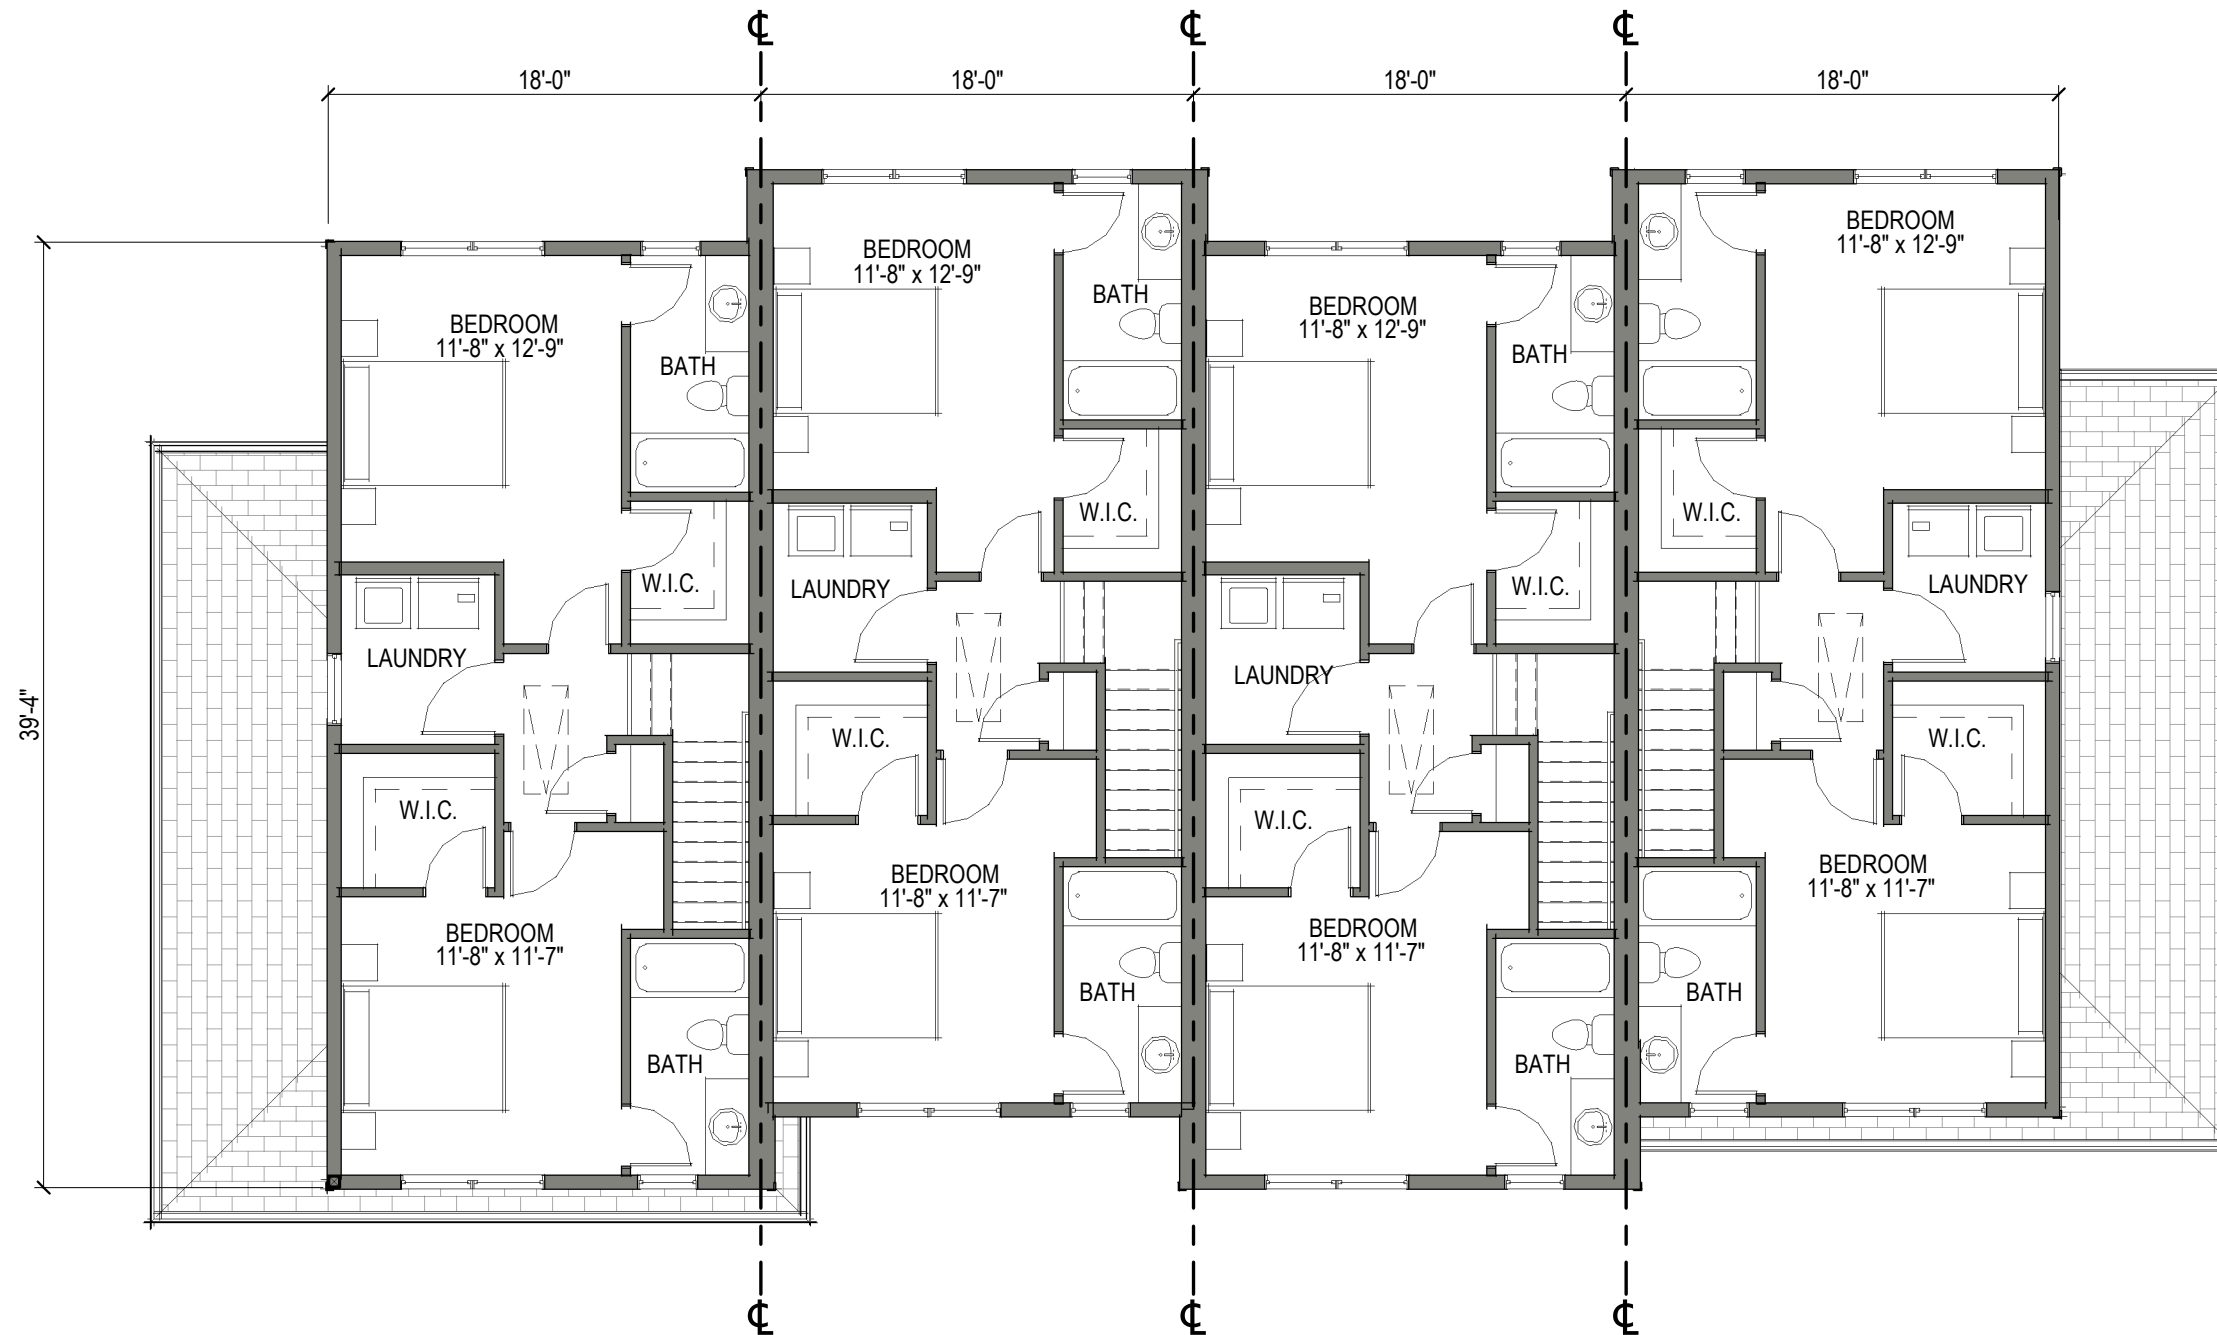 ℄ ℄ ℄
18'-0" 18'-0" 18'-0" 18'-0"
39'-4"
BEDROOM
11'-8" x 12'-9"
BATH
W.I.C.
LAUNDRY
W.I.C.
BEDROOM
11'-8" x 11'-7"
BATH
BEDROOM
11'-8" x 12'-9"
BATH
W.I.C.
LAUNDRY
W.I.C.
BEDROOM
11'-8" x 11'-7"
BATH
BEDROOM
11'-8" x 12'-9"
BATH
W.I.C.
LAUNDRY
W.I.C.
BEDROOM
11'-8" x 11'-7"
BATH
BEDROOM
11'-8" x 12'-9"
W.I.C.
LAUNDRY
W.I.C.
BEDROOM
11'-8" x 11'-7"
BATH
℄ ℄ ℄